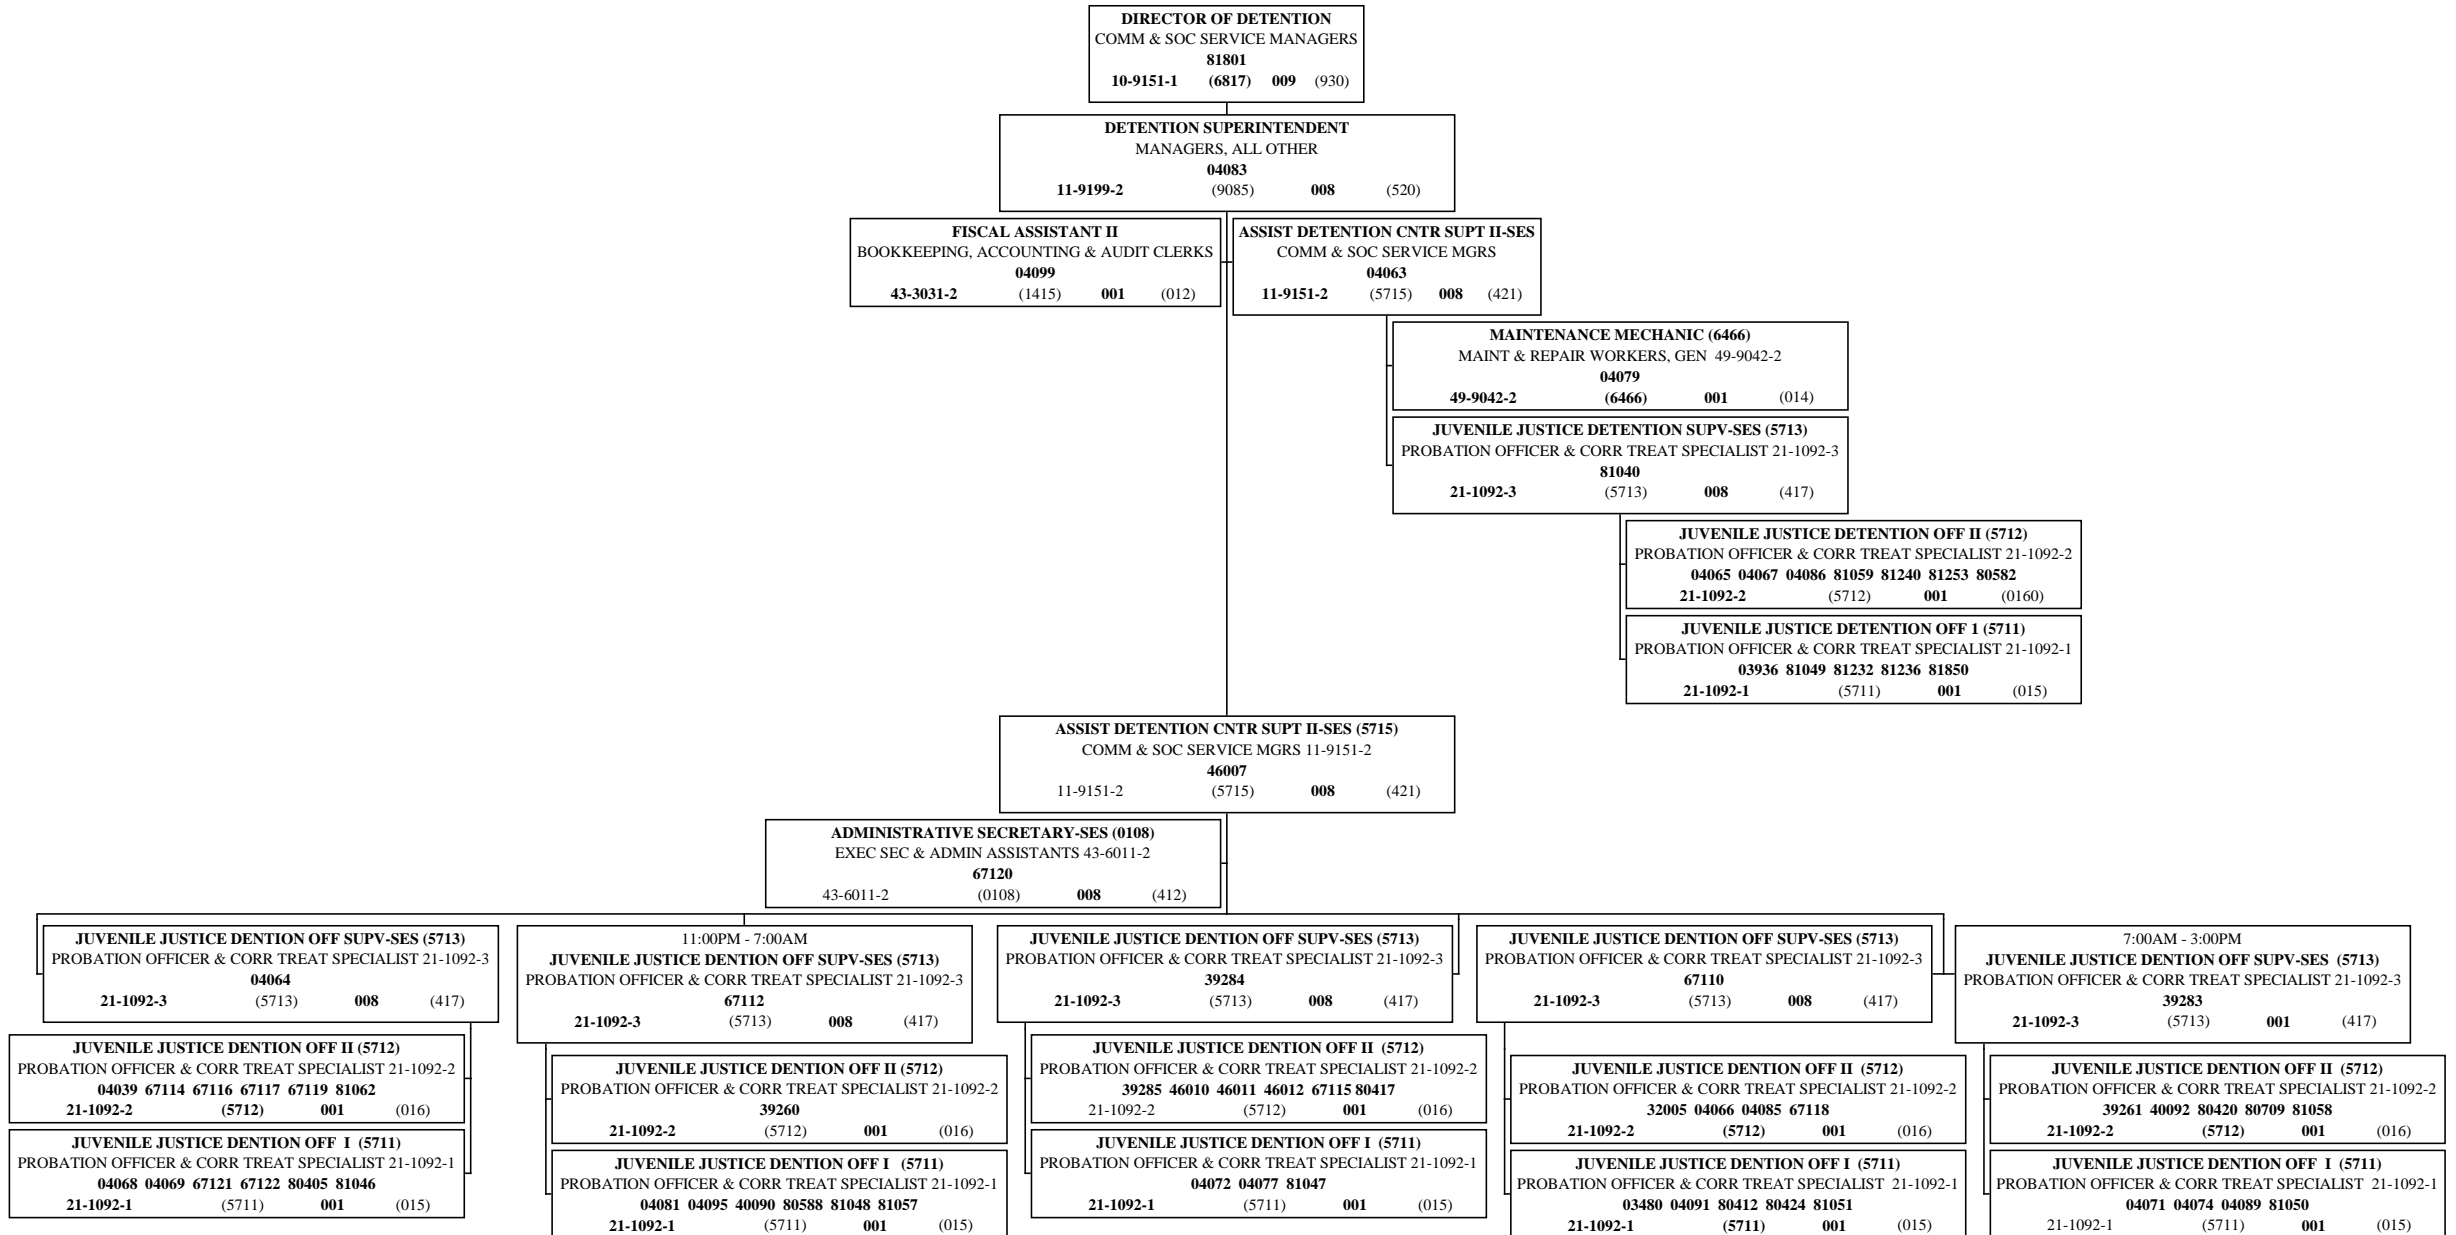 DIRECTOR OF DETENTION
COMM & SOC SERVICE MANAGERS
81801
10-9151-1 (6817) 009 (930)
DETENTION SUPERINTENDENT
MANAGERS, ALL OTHER
04083
11-9199-2 (9085) 008 (520)
FISCAL ASSISTANT II
BOOKKEEPING, ACCOUNTING & AUDIT CLERKS
04099
43-3031-2 (1415) 001 (012)
ASSIST DETENTION CNTR SUPT II-SES
COMM & SOC SERVICE MGRS
04063
11-9151-2 (5715) 008 (421)
MAINTENANCE MECHANIC (6466)
MAINT & REPAIR WORKERS, GEN 49-9042-2
04079
49-9042-2 (6466) 001 (014)
JUVENILE JUSTICE DETENTION SUPV-SES (5713)
PROBATION OFFICER & CORR TREAT SPECIALIST 21-1092-3
81040
21-1092-3 (5713) 008 (417)
JUVENILE JUSTICE DETENTION OFF II (5712)
PROBATION OFFICER & CORR TREAT SPECIALIST 21-1092-2
04065 04067 04086 81059 81240 81253 80582
21-1092-2 (5712) 001 (0160)
JUVENILE JUSTICE DETENTION OFF 1 (5711)
PROBATION OFFICER & CORR TREAT SPECIALIST 21-1092-1
03936 81049 81232 81236 81850
21-1092-1 (5711) 001 (015)
ASSIST DETENTION CNTR SUPT II-SES (5715)
COMM & SOC SERVICE MGRS 11-9151-2
46007
11-9151-2 (5715) 008 (421)
ADMINISTRATIVE SECRETARY-SES (0108)
EXEC SEC & ADMIN ASSISTANTS 43-6011-2
67120
43-6011-2 (0108) 008 (412)
JUVENILE JUSTICE DENTION OFF SUPV-SES (5713)
PROBATION OFFICER & CORR TREAT SPECIALIST 21-1092-3
04064
21-1092-3 (5713) 008 (417)
JUVENILE JUSTICE DENTION OFF II (5712)
PROBATION OFFICER & CORR TREAT SPECIALIST 21-1092-2
04039 67114 67116 67117 67119 81062
21-1092-2 (5712) 001 (016)
JUVENILE JUSTICE DENTION OFF I (5711)
PROBATION OFFICER & CORR TREAT SPECIALIST 21-1092-1
04068 04069 67121 67122 80405 81046
21-1092-1 (5711) 001 (015)
11:00PM - 7:00AM
JUVENILE JUSTICE DENTION OFF SUPV-SES (5713)
PROBATION OFFICER & CORR TREAT SPECIALIST 21-1092-3
67112
21-1092-3 (5713) 008 (417)
JUVENILE JUSTICE DENTION OFF II (5712)
PROBATION OFFICER & CORR TREAT SPECIALIST 21-1092-2
39260
21-1092-2 (5712) 001 (016)
JUVENILE JUSTICE DENTION OFF I (5711)
PROBATION OFFICER & CORR TREAT SPECIALIST 21-1092-1
04081 04095 40090 80588 81048 81057
21-1092-1 (5711) 001 (015)
JUVENILE JUSTICE DENTION OFF SUPV-SES (5713)
PROBATION OFFICER & CORR TREAT SPECIALIST 21-1092-3
39284
21-1092-3 (5713) 008 (417)
JUVENILE JUSTICE DENTION OFF II (5712)
PROBATION OFFICER & CORR TREAT SPECIALIST 21-1092-2
39285 46010 46011 46012 67115 80417
21-1092-2 (5712) 001 (016)
JUVENILE JUSTICE DENTION OFF I (5711)
PROBATION OFFICER & CORR TREAT SPECIALIST 21-1092-1
04072 04077 81047
21-1092-1 (5711) 001 (015)
JUVENILE JUSTICE DENTION OFF SUPV-SES (5713)
PROBATION OFFICER & CORR TREAT SPECIALIST 21-1092-3
67110
21-1092-3 (5713) 008 (417)
JUVENILE JUSTICE DENTION OFF II (5712)
PROBATION OFFICER & CORR TREAT SPECIALIST 21-1092-2
32005 04066 04085 67118
21-1092-2 (5712) 001 (016)
JUVENILE JUSTICE DENTION OFF I (5711)
PROBATION OFFICER & CORR TREAT SPECIALIST 21-1092-1
03480 04091 80412 80424 81051
21-1092-1 (5711) 001 (015)
7:00AM - 3:00PM
JUVENILE JUSTICE DENTION OFF SUPV-SES (5713)
PROBATION OFFICER & CORR TREAT SPECIALIST 21-1092-3
39283
21-1092-3 (5713) 001 (417)
JUVENILE JUSTICE DENTION OFF II (5712)
PROBATION OFFICER & CORR TREAT SPECIALIST 21-1092-2
39261 40092 80420 80709 81058
21-1092-2 (5712) 001 (016)
JUVENILE JUSTICE DENTION OFF I (5711)
PROBATION OFFICER & CORR TREAT SPECIALIST 21-1092-1
04071 04074 04089 81050
21-1092-1 (5711) 001 (015)